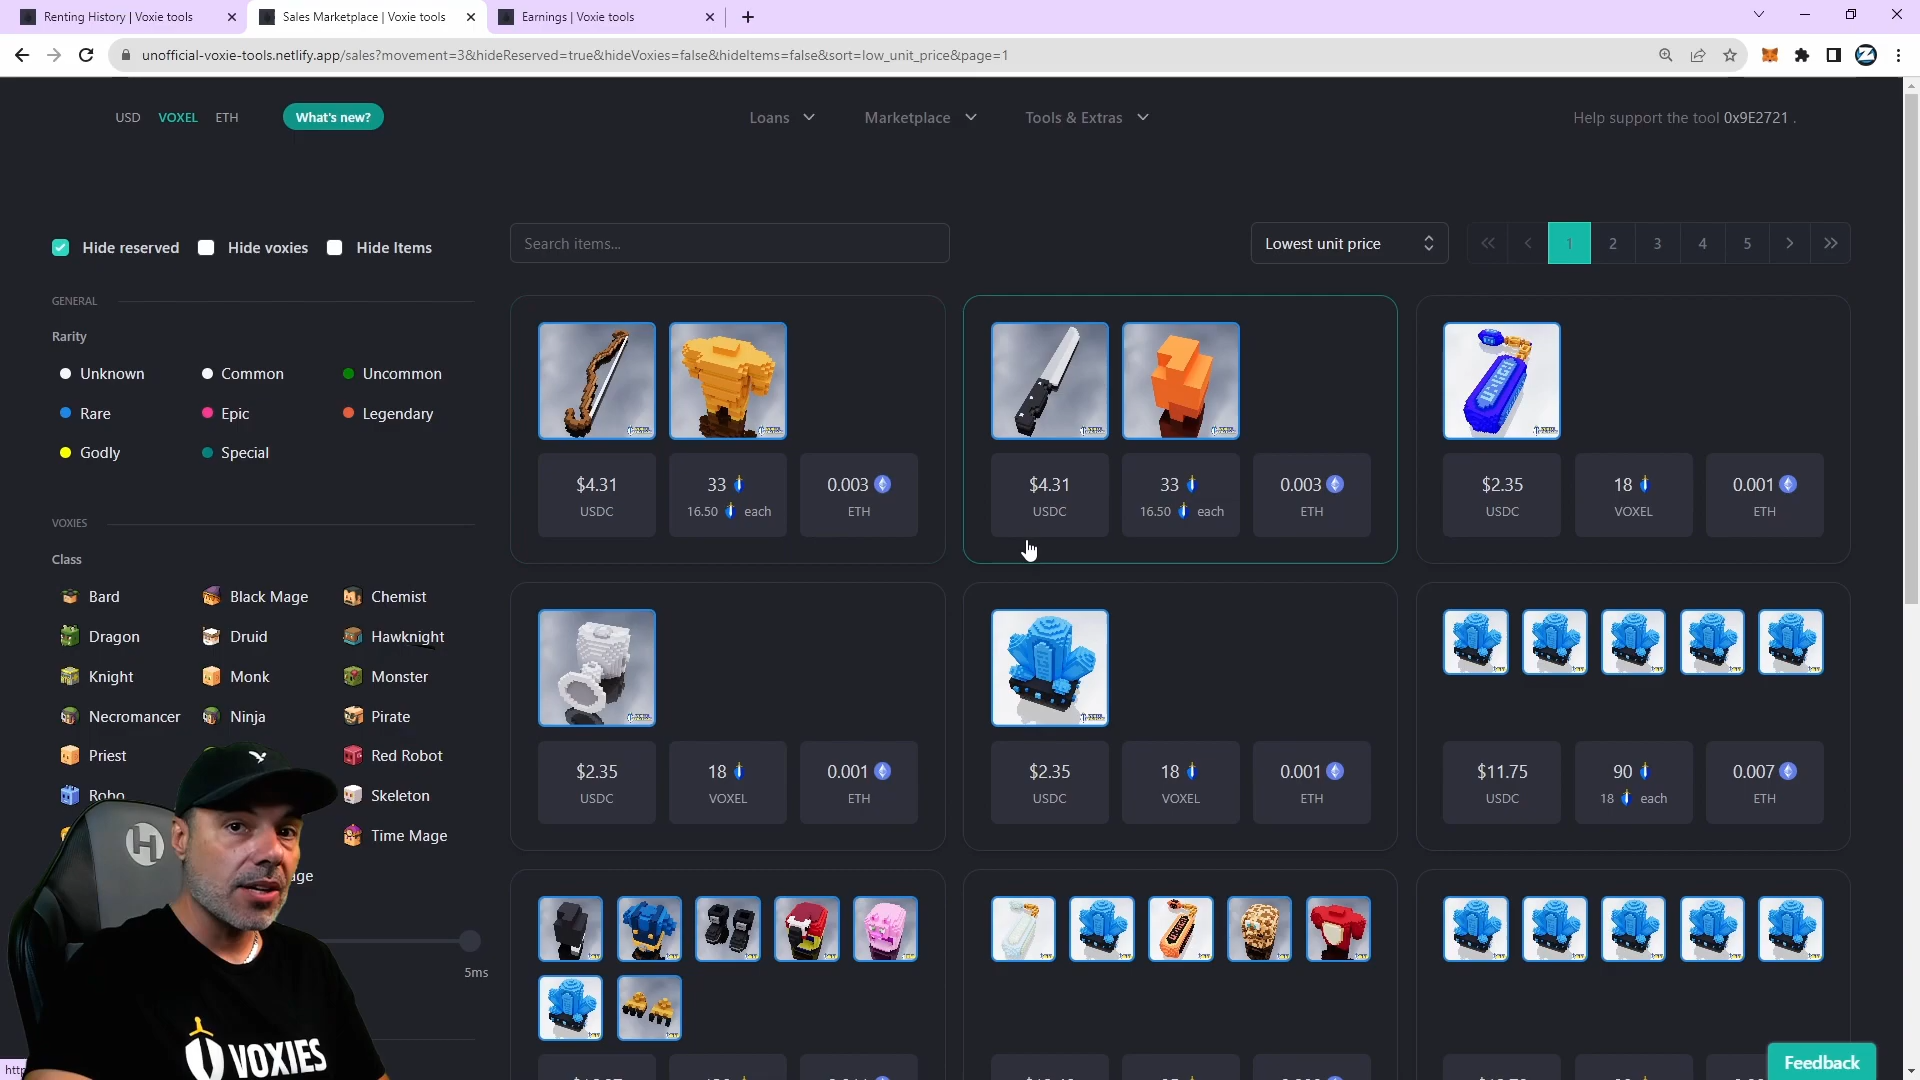 Renting History | Voxie tools
Sales Marketplace | Voxie tools
Earnings | Voxie tools
unofficial-voxie-tools.netlify.app/sales?movement=3&hideReserved=true&hideVoxies=false&hideItems=false&sort=low_unit_price&page=1
USD VOXEL ETH What's new? Loans Marketplace Tools & Extras Help support the tool 0x9E2721 .
Hide reserved Hide voxies Hide Items Search items... Lowest unit price 1 2 3 4 5
GENERAL
Rarity
Unknown Common Uncommon
Rare Epic Legendary
Godly Special
VOXIES
Class
Bard Black Mage Chemist
Dragon Druid Hawknight
Knight Monk Monster
Necromancer Ninja Pirate
Priest Red Robot
Robo Skeleton
Time Mage
5ms
$4.31 33 0.003
USDC 16.50 each ETH
$4.31 33 0.003
USDC 16.50 each ETH
$2.35 18 0.001
USDC VOXEL ETH
$2.35 18 0.001
USDC VOXEL ETH
$2.35 18 0.001
USDC VOXEL ETH
$11.75 90 0.007
USDC 18 each ETH
Feedback
H
VOXIES